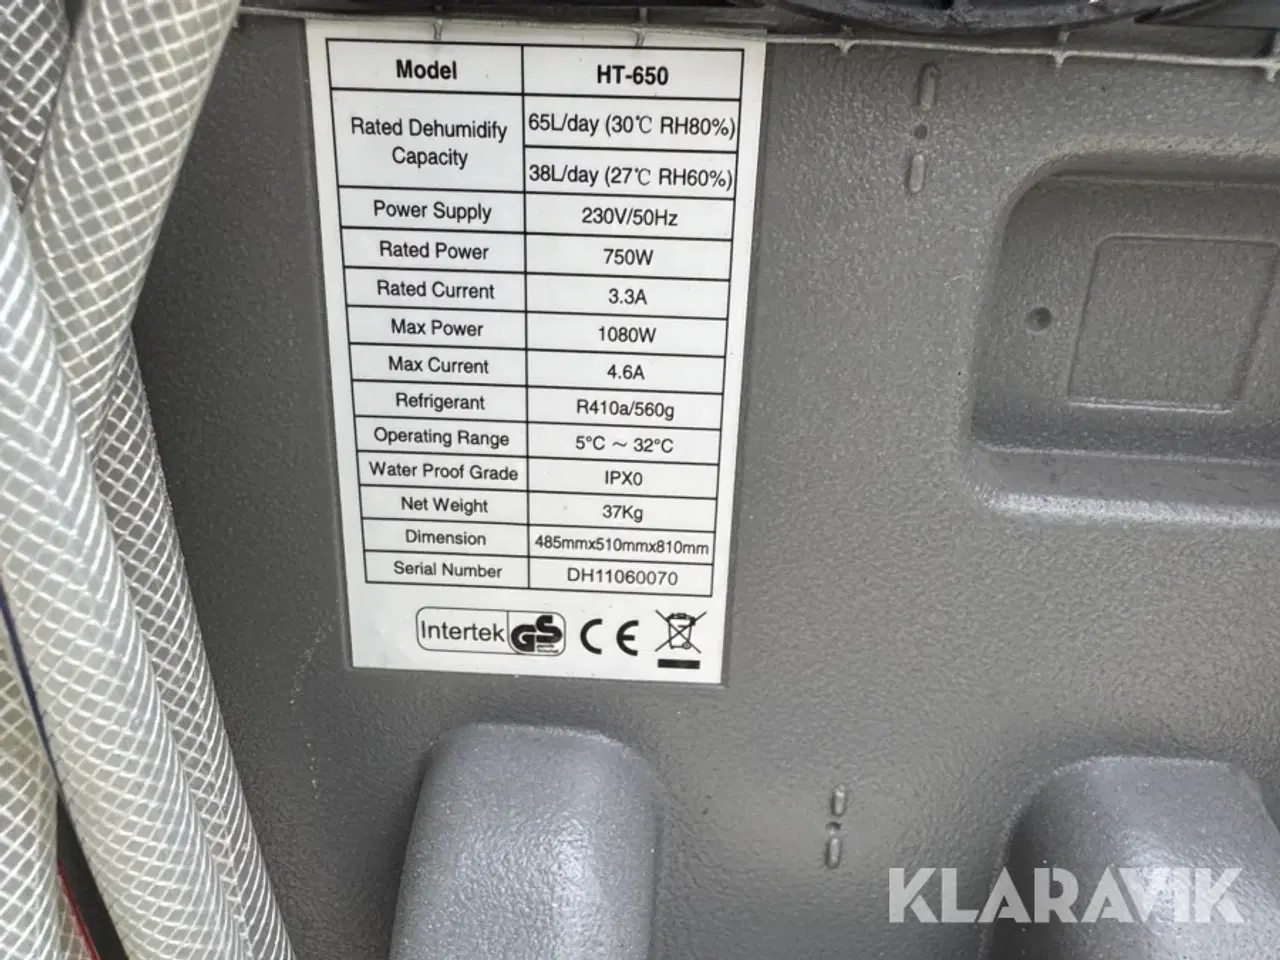 Model HT-650
Rated Dehumidify Capacity 65L/day (30℃ RH80%)
38L/day (27℃ RH60%)
Power Supply 230V/50Hz
Rated Power 750W
Rated Current 3.3A
Max Power 1080W
Max Current 4.6A
Refrigerant R410a/560g
Operating Range 5°C ~ 32°C
Water Proof Grade IPX0
Net Weight 37Kg
Dimension 485mmx510mmx810mm
Serial Number DH11060070
Intertek GS CE
KLARAVIK